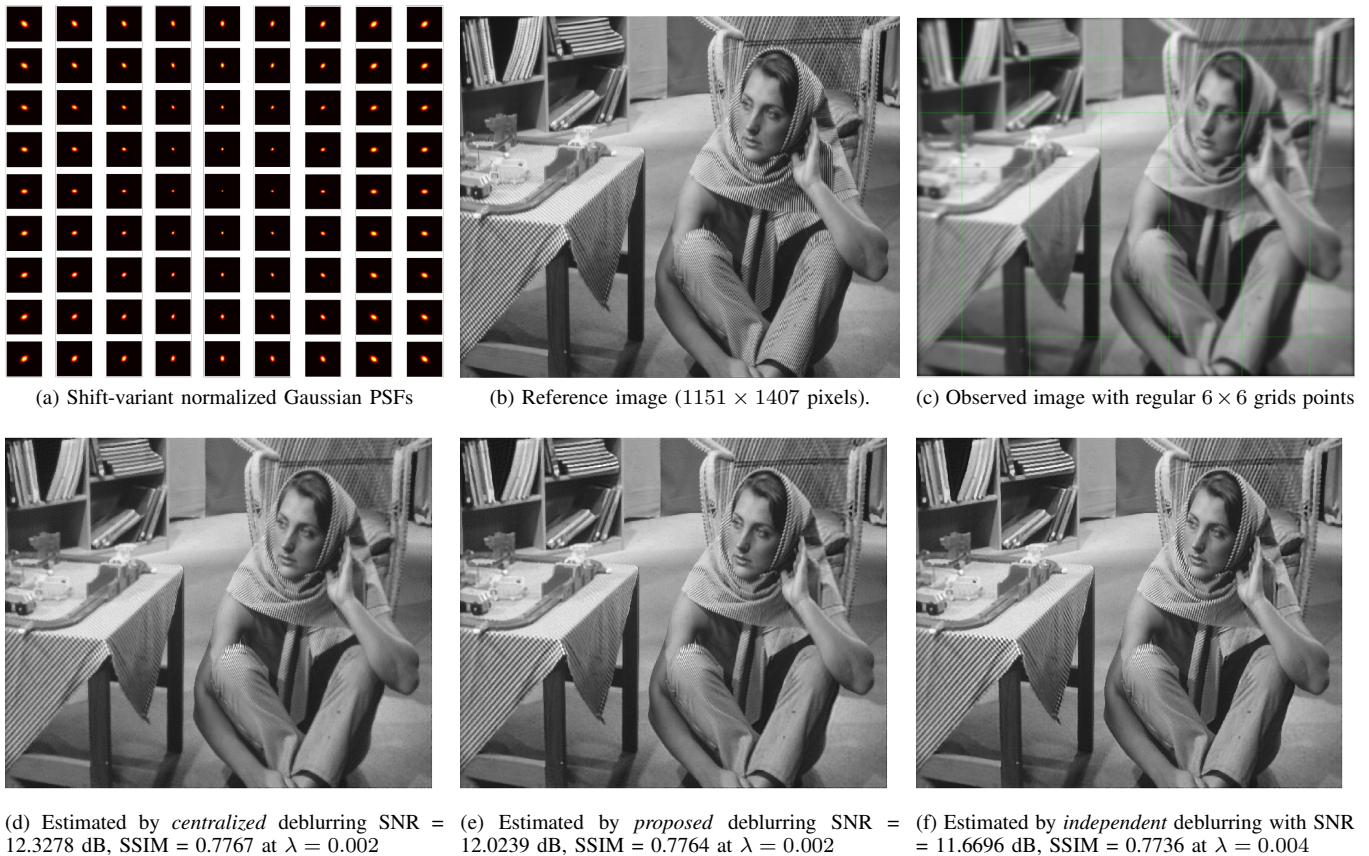 (a) Shift-variant normalized Gaussian PSFs
(b) Reference image (1151 × 1407 pixels).
(c) Observed image with regular 6 × 6 grids points
(d) Estimated by centralized deblurring SNR =
12.3278 dB, SSIM = 0.7767 at λ = 0.002
(e) Estimated by proposed deblurring SNR =
12.0239 dB, SSIM = 0.7764 at λ = 0.002
(f) Estimated by independent deblurring with SNR
= 11.6696 dB, SSIM = 0.7736 at λ = 0.004